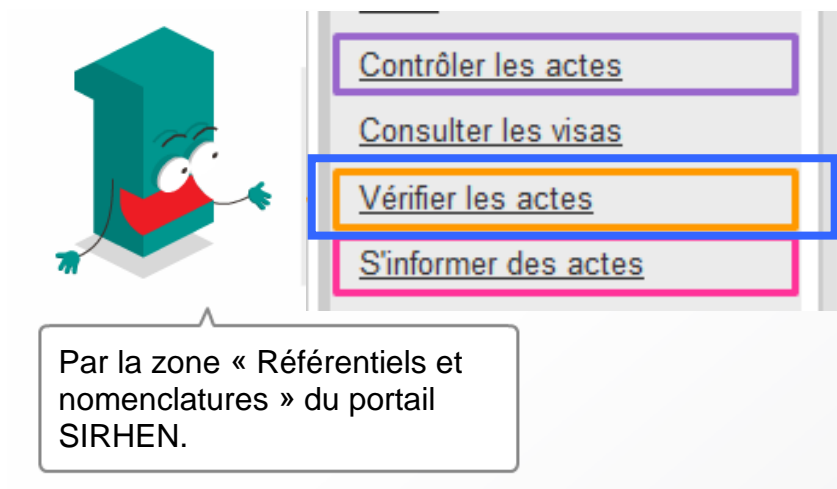 Contrôler les actes
Consulter les visas
Vérifier les actes
S'informer des actes
Par la zone « Référentiels et
nomenclatures » du portail
SIRHEN.